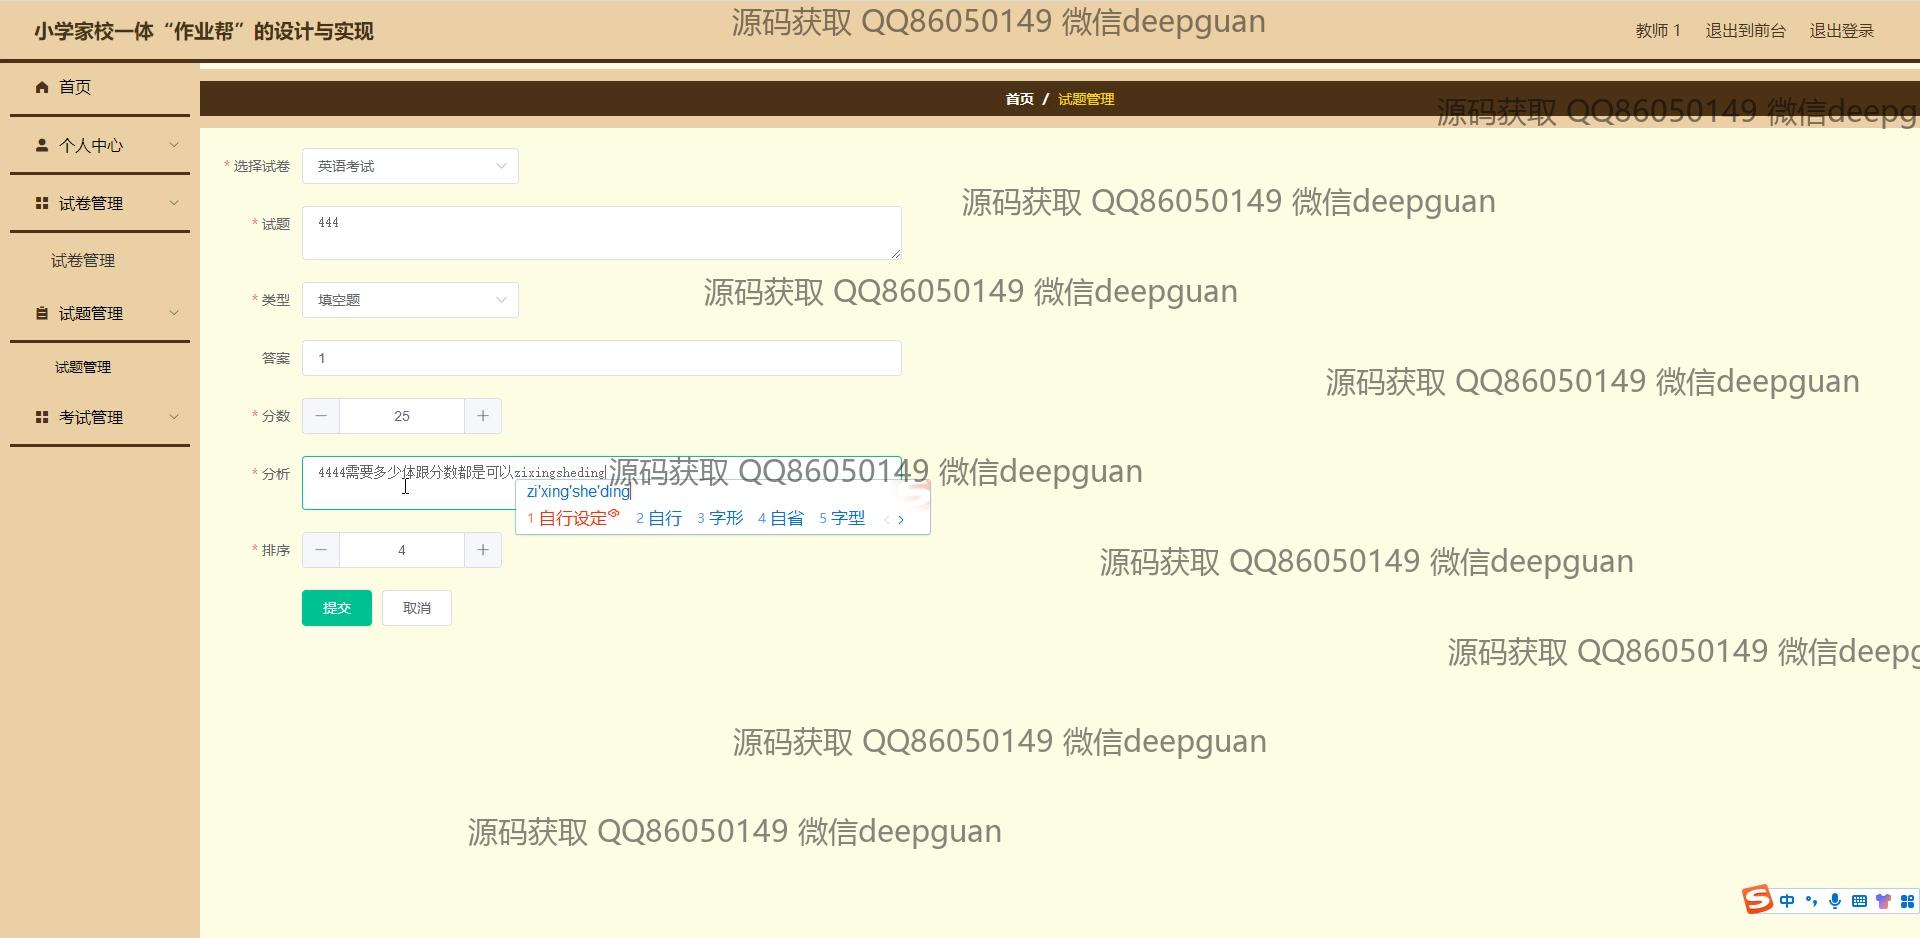 小学家校一体“作业帮”的设计与实现
源码获取 QQ86050149 微信deepguan
教师 1 退出到前台 退出登录
首页
首页 / 试题管理
源码获取 QQ86050149 微信deepg
个人中心
* 选择试卷 英语考试
试卷管理
源码获取 QQ86050149 微信deepguan
* 试题 444
试卷管理
* 类型 填空题
源码获取 QQ86050149 微信deepguan
试题管理
答案 1
试题管理
源码获取 QQ86050149 微信deepguan
* 分数 − 25 +
考试管理
* 分析 4444需要多少体跟分数都是可以zixingsheding
源码获取 QQ86050149 微信deepguan
zi'xing'she'ding
1 自行设定 2 自行 3 字形 4 自省 5 字型
* 排序 − 4 +
源码获取 QQ86050149 微信deepguan
提交 取消
源码获取 QQ86050149 微信deepg
源码获取 QQ86050149 微信deepguan
源码获取 QQ86050149 微信deepguan
S 中